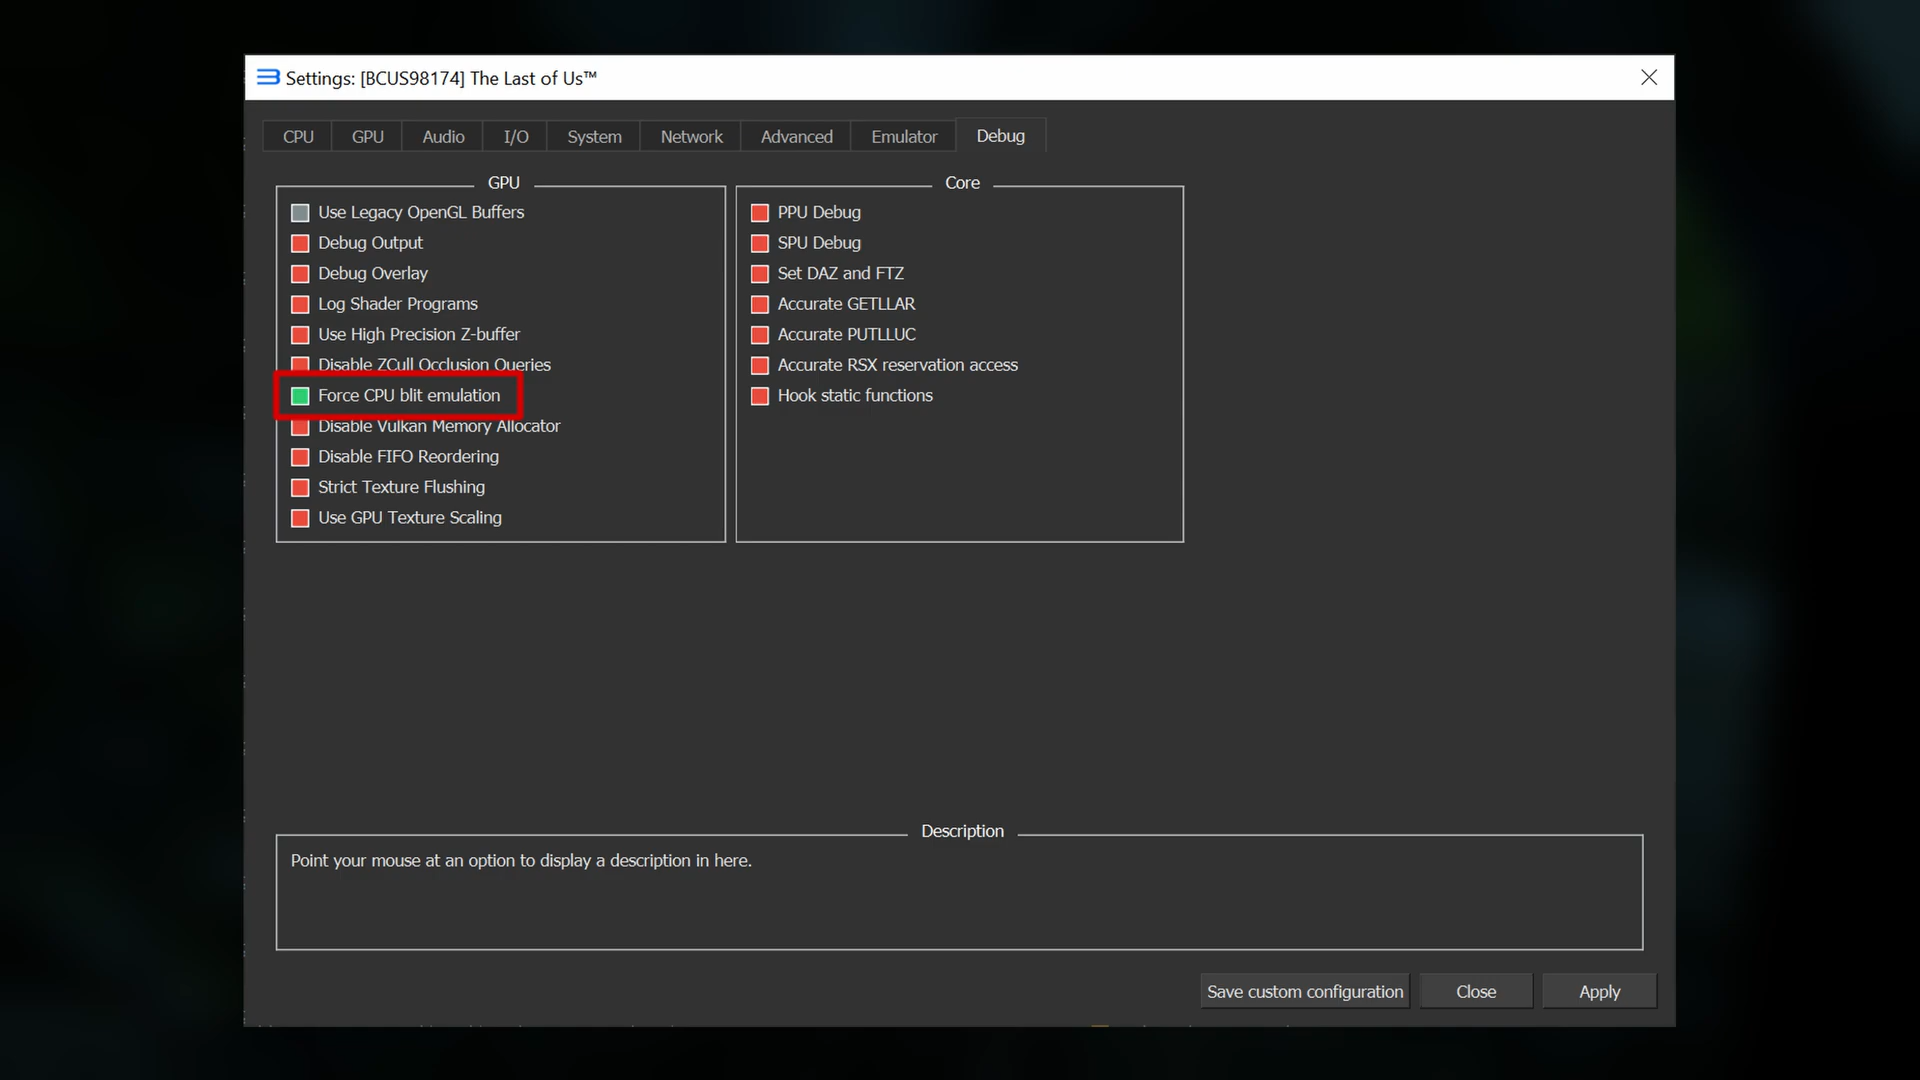 Settings: [BCUS98174] The Last of Us™
CPU GPU Audio I/O System Network Advanced Emulator Debug
GPU
Use Legacy OpenGL Buffers
Debug Output
Debug Overlay
Log Shader Programs
Use High Precision Z-buffer
Disable ZCull Occlusion Queries
Force CPU blit emulation
Disable Vulkan Memory Allocator
Disable FIFO Reordering
Strict Texture Flushing
Use GPU Texture Scaling
Core
PPU Debug
SPU Debug
Set DAZ and FTZ
Accurate GETLLAR
Accurate PUTLLUC
Accurate RSX reservation access
Hook static functions
Description
Point your mouse at an option to display a description in here.
Save custom configuration Close Apply